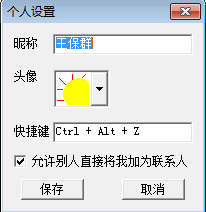 个人设置
昵称 王保群
头像
快捷键 Ctrl + Alt + Z
允许别人直接将我加为联系人
保存 取消